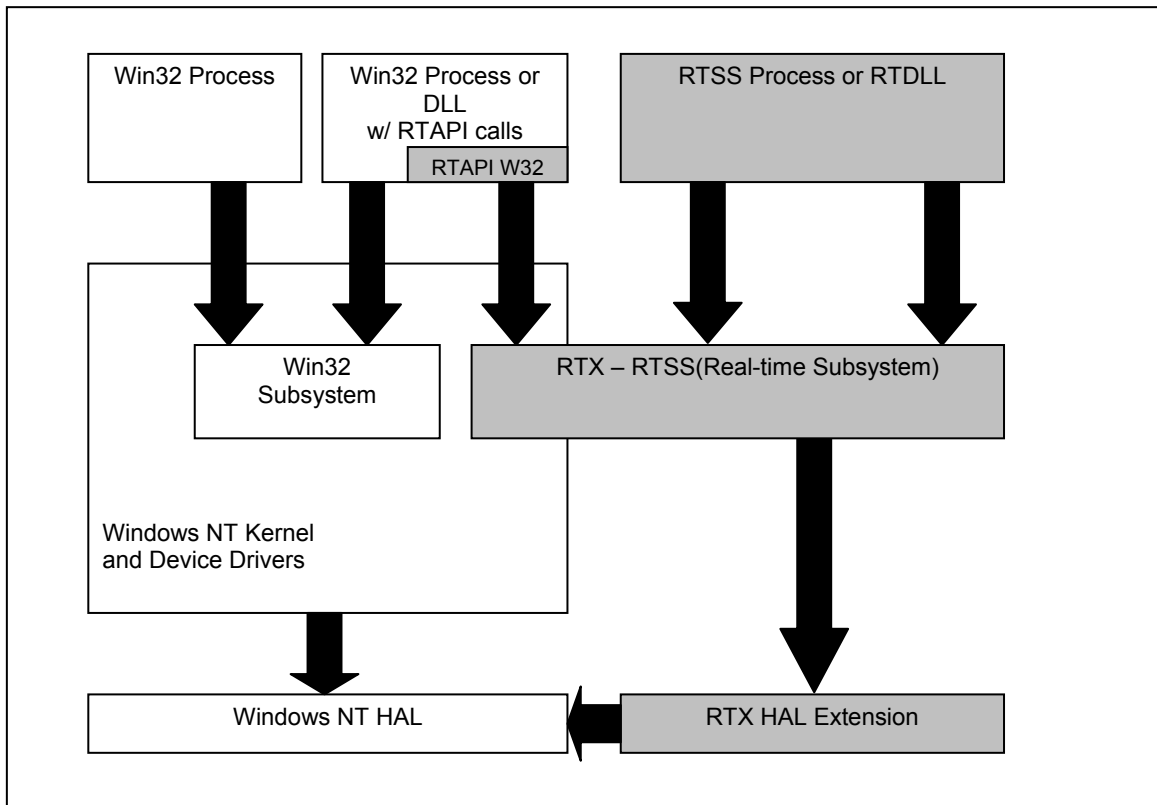 Win32 Process
Win32 Process or
DLL
w/ RTAPI calls
RTAPI W32
RTSS Process or RTDLL
Win32
Subsystem
RTX – RTSS(Real-time Subsystem)
Windows NT Kernel
and Device Drivers
Windows NT HAL
RTX HAL Extension